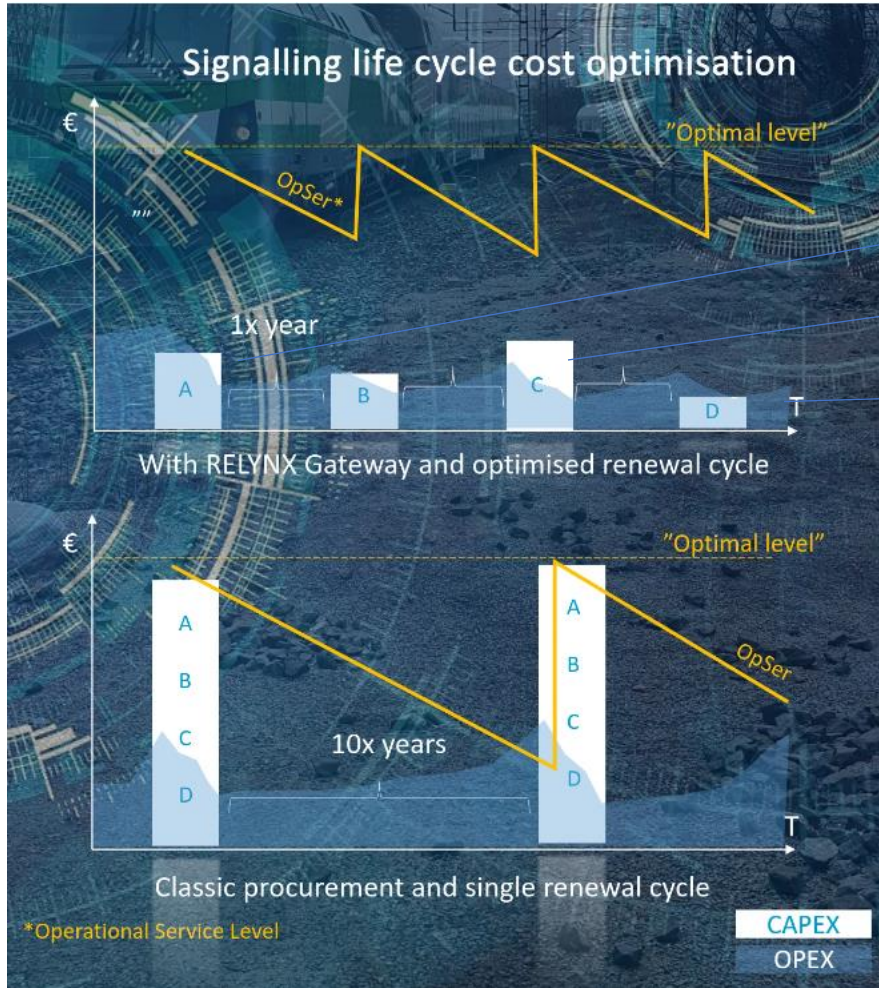 Signalling life cycle cost optimisation
€
"Optimal level"
OpSer*
""
1x year
A
B
C
D
T
With RELYNX Gateway and optimised renewal cycle
€
"Optimal level"
A
A
B
B
OpSer
C
C
10x years
D
D
T
Classic procurement and single renewal cycle
*Operational Service Level
CAPEX
OPEX